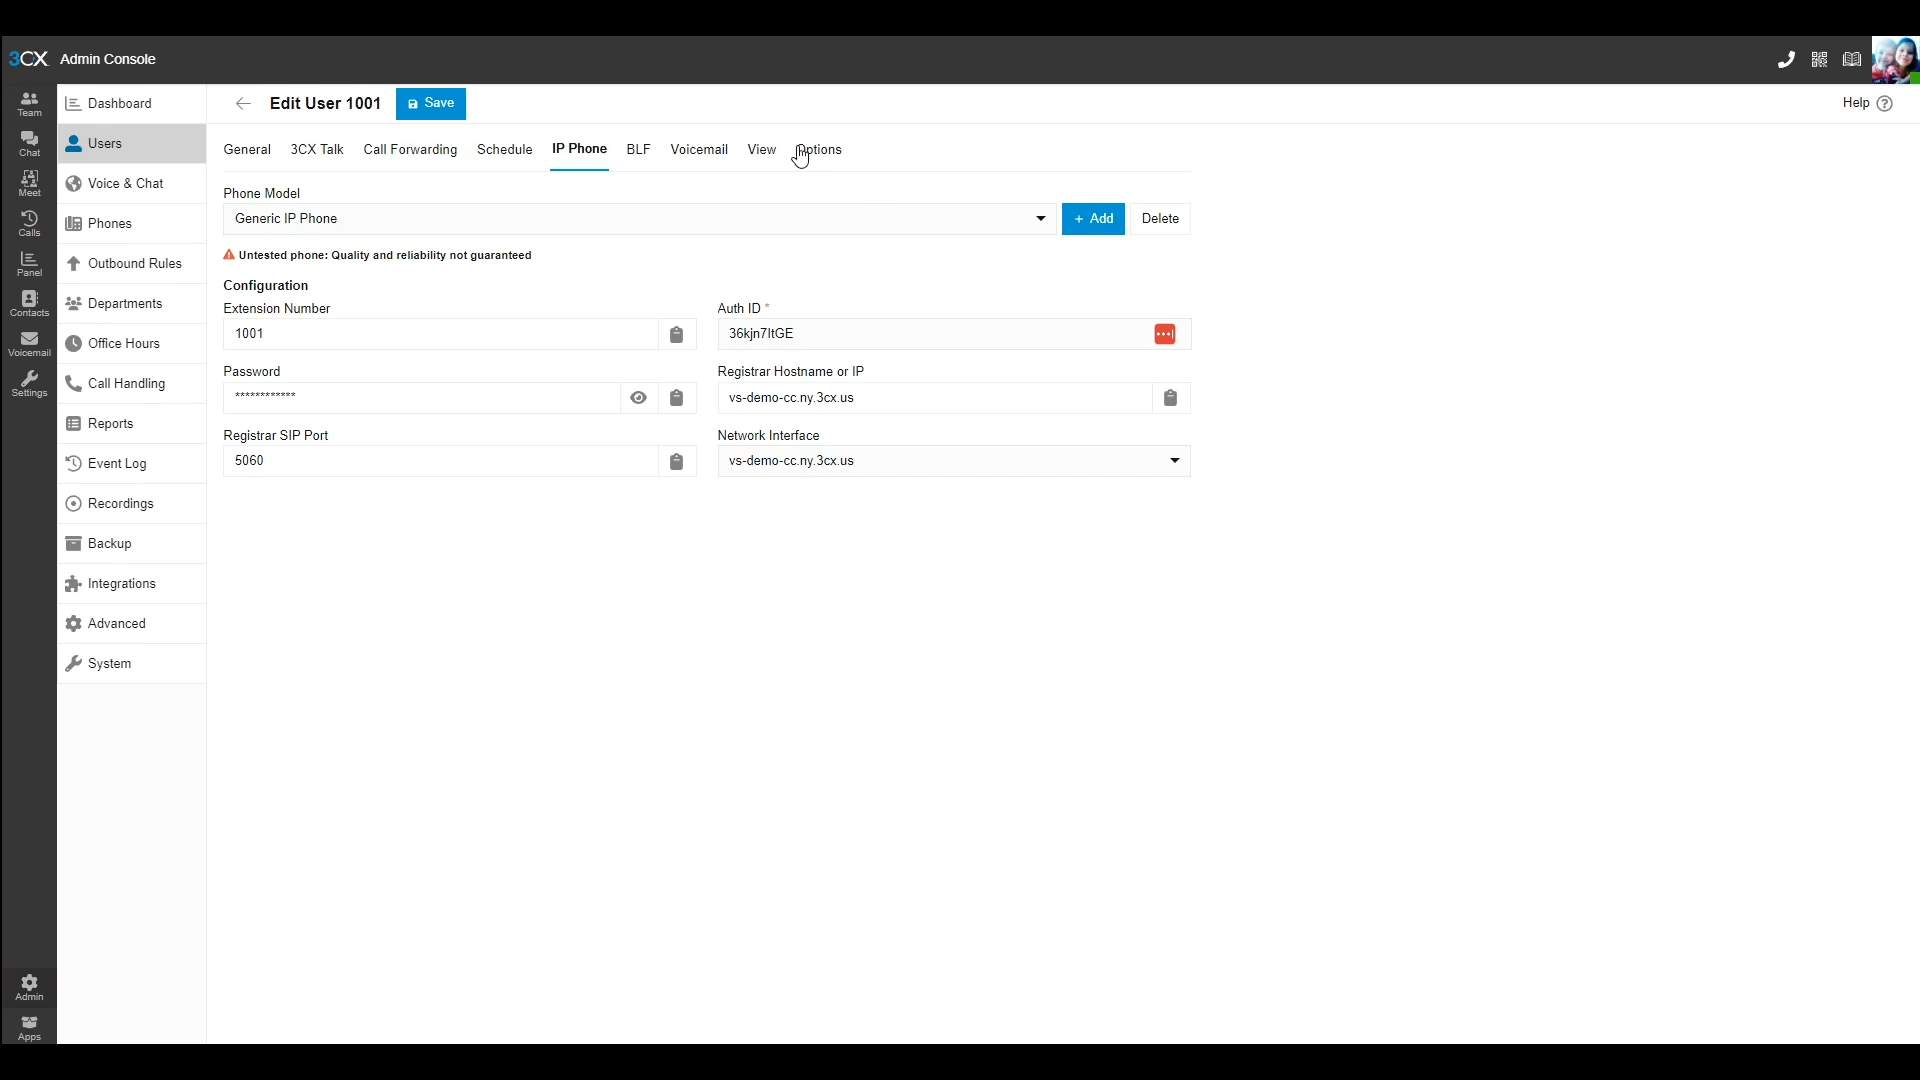 3CX Admin Console
Team
Chat
Meet
Calls
Panel
Contacts
Voicemail
Settings
Admin
Apps
Dashboard
Users
Voice & Chat
Phones
Outbound Rules
Departments
Office Hours
Call Handling
Reports
Event Log
Recordings
Backup
Integrations
Advanced
System
Edit User 1001 Save Help ?
General 3CX Talk Call Forwarding Schedule IP Phone BLF Voicemail View Options
Phone Model
Generic IP Phone + Add Delete
Untested phone: Quality and reliability not guaranteed
Configuration
Extension Number Auth ID *
1001 36kjn7ItGE
Password Registrar Hostname or IP
************ vs-demo-cc.ny.3cx.us
Registrar SIP Port Network Interface
5060 vs-demo-cc.ny.3cx.us